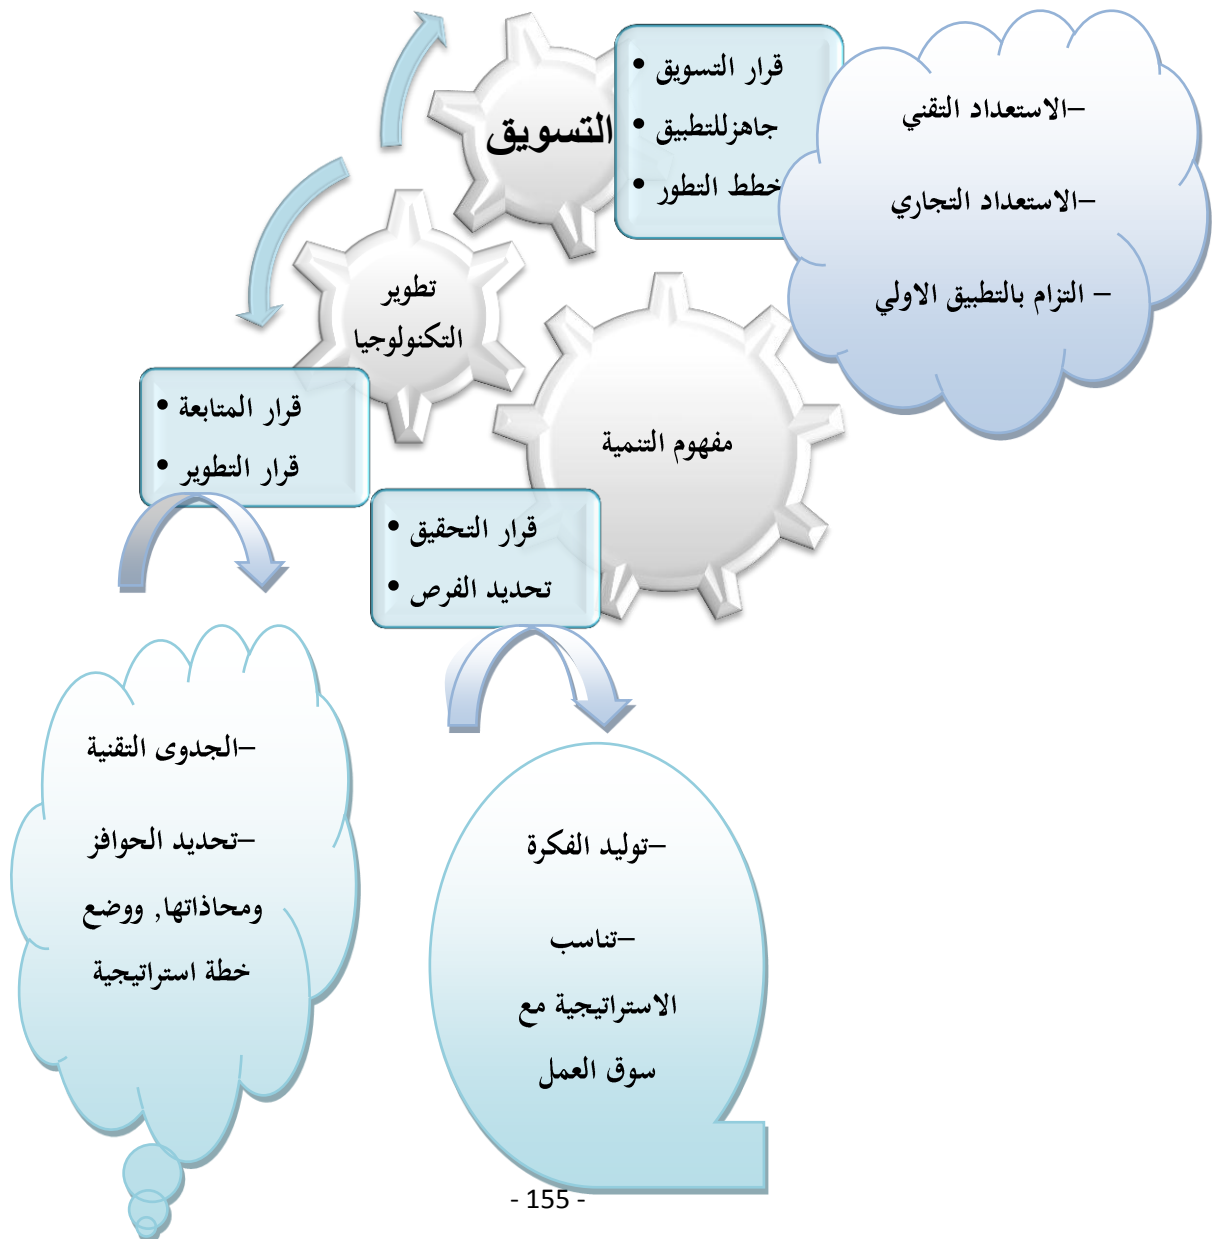 التسويق
• قرار التسويق
• جاهزللتطبيق
• خطط التطور
–الاستعداد التقني
–الاستعداد التجاري
– التزام بالتطبيق الاولي
تطوير
التكنولوجيا
• قرار المتابعة
• قرار التطوير
مفهوم التنمية
• قرار التحقيق
• تحديد الفرص
–الجدوى التقنية
–تحديد الحوافز
ومحاذاتها, ووضع
خطة استراتيجية
–توليد الفكرة
–تناسب
الاستراتيجية مع
سوق العمل
- 155 -